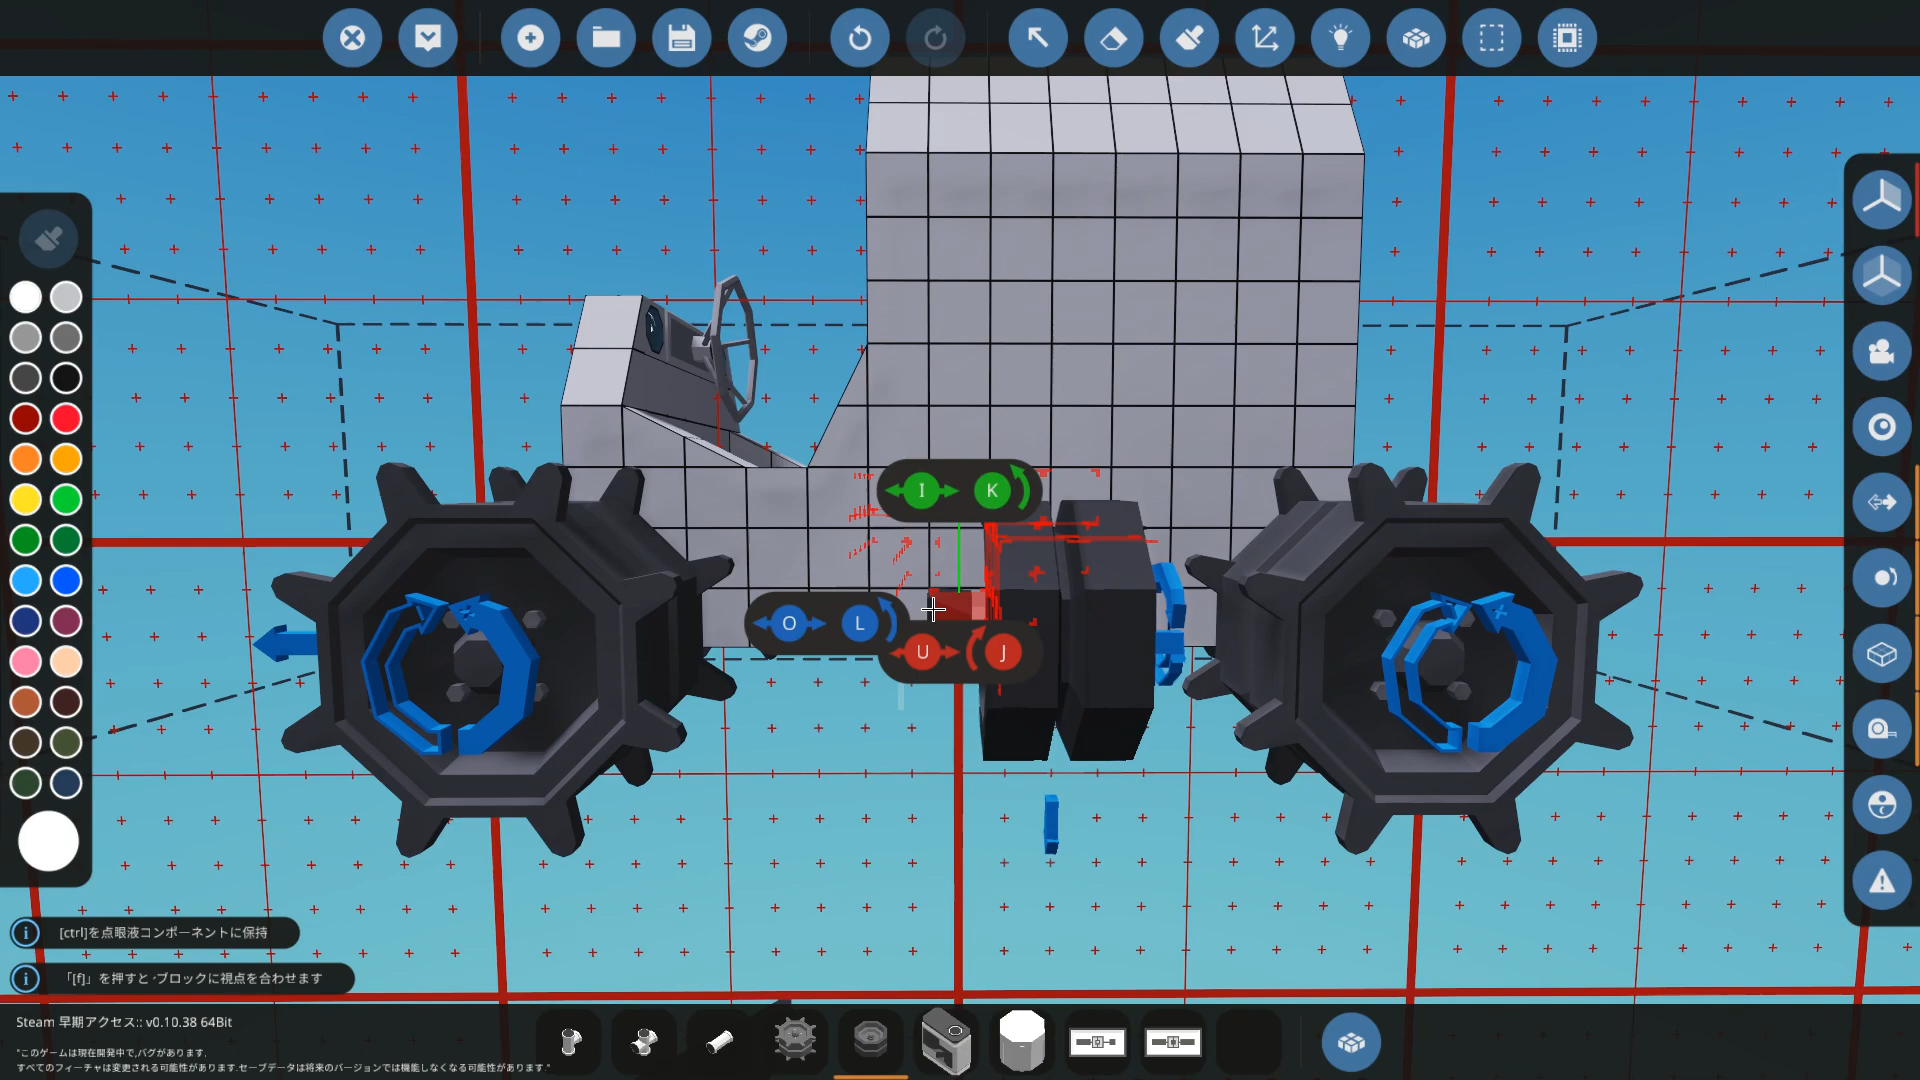 I K
O L
U J
[ctrl]を点眼液コンポーネントに保持
「[f]」を押すと -ブロックに視点を合わせます
Steam 早期アクセス:: v0.10.38 64Bit
"このゲームは現在開発中で,バグがあります.
すべてのフィーチャは変更される可能性があります.セーブデータは将来のバージョンでは機能しなくなる可能性があります."